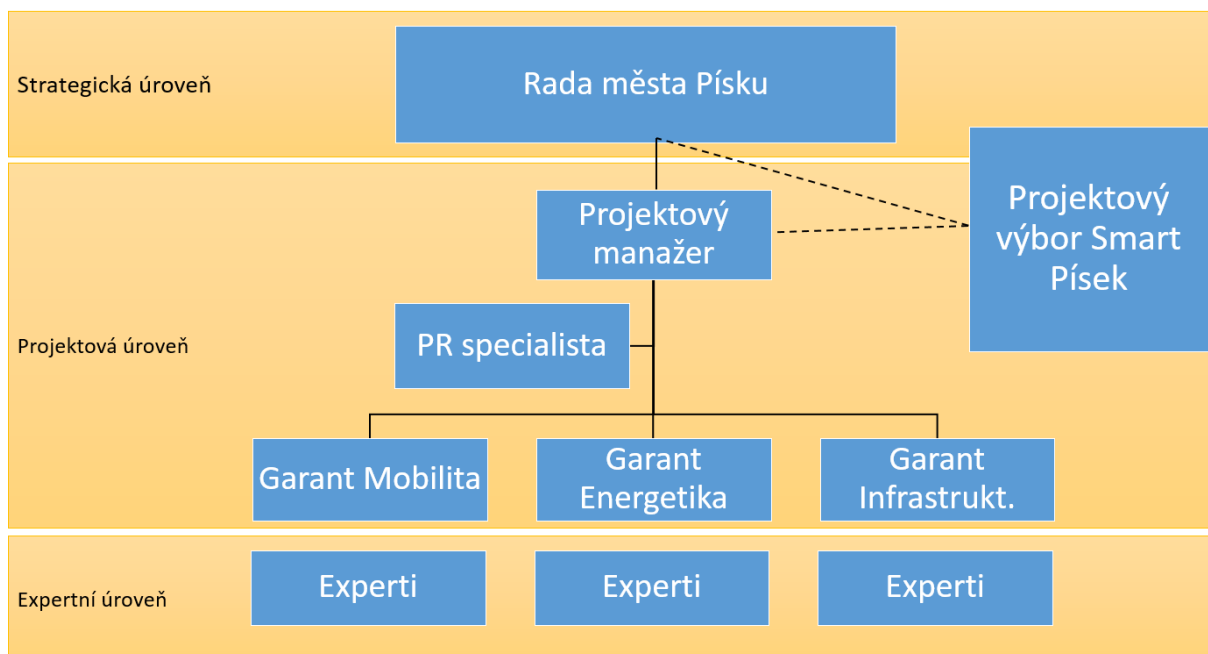 Strategická úroveň
Rada města Písku
Projektový
výbor Smart
Písek
Projektová úroveň
Projektový
manažer
PR specialista
Garant Mobilita
Garant
Energetika
Garant
Infrastrukt.
Expertní úroveň
Experti
Experti
Experti